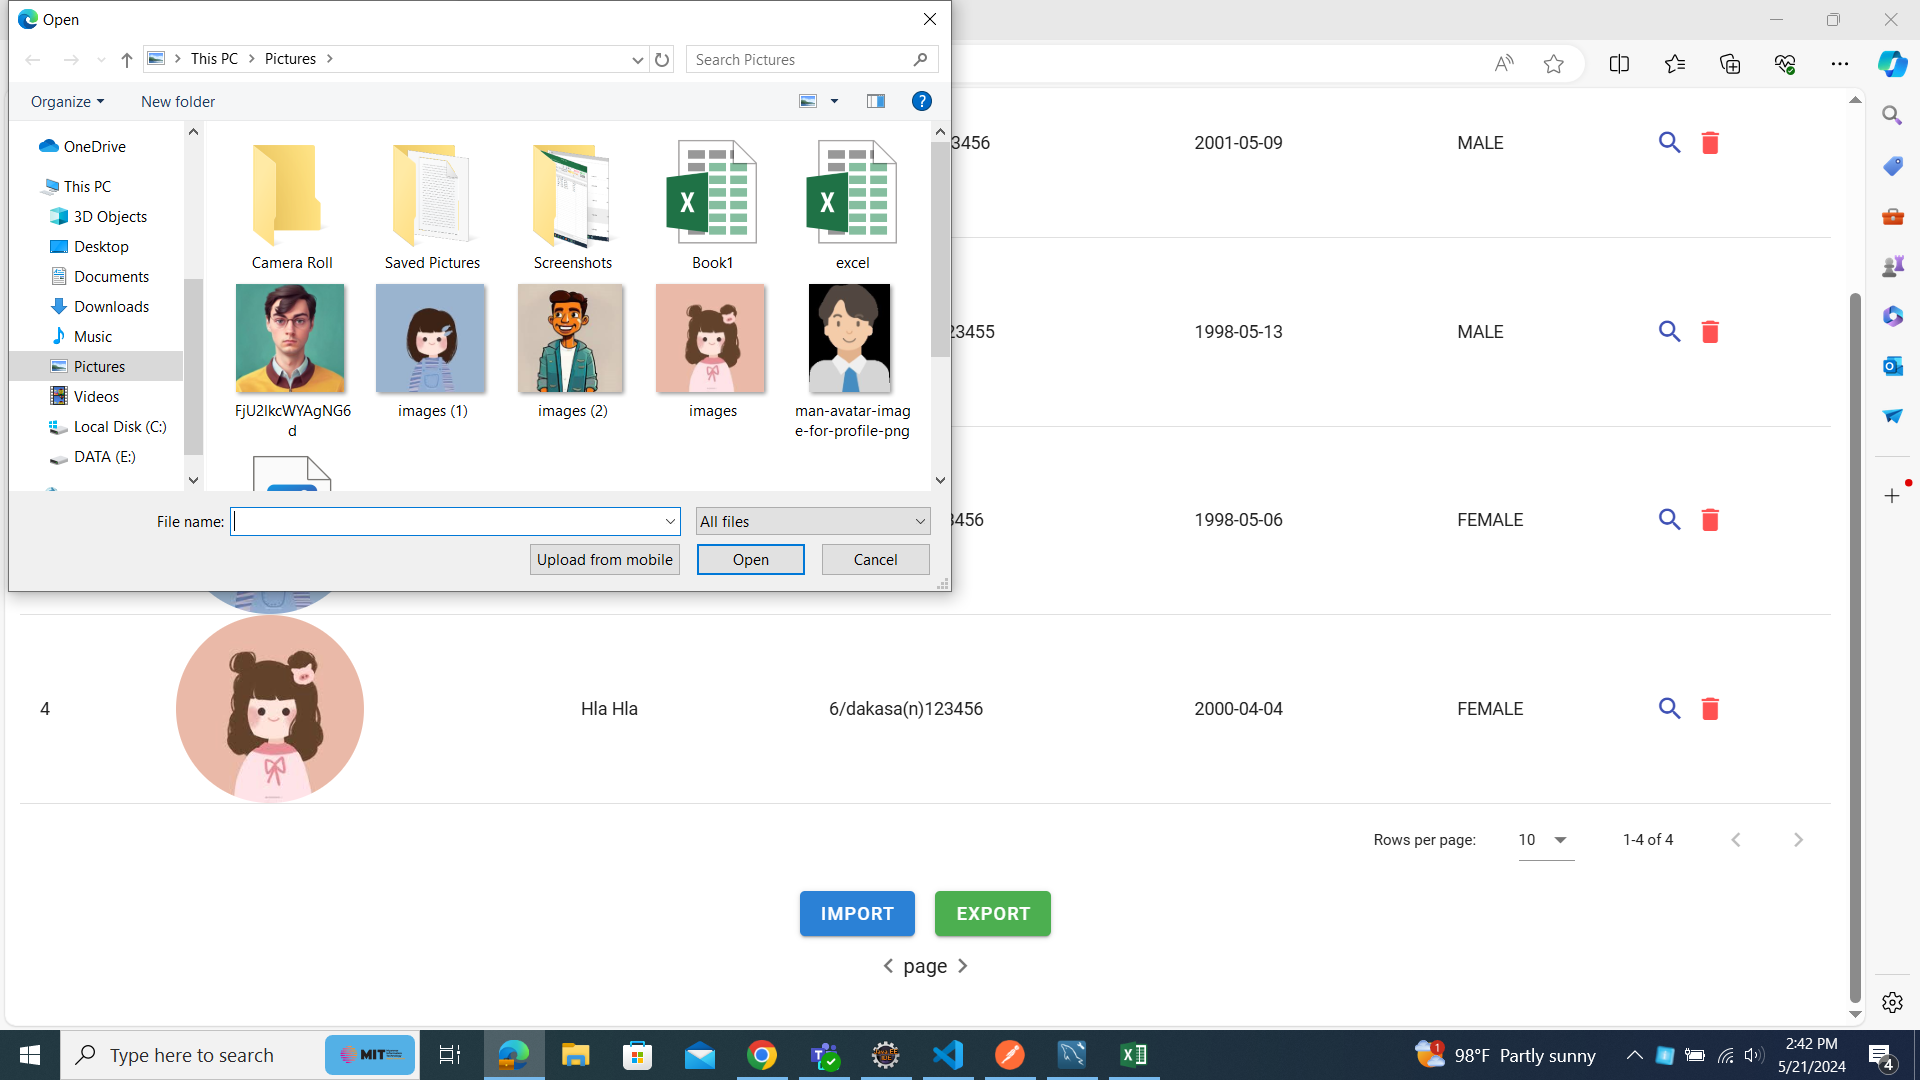 Open
This PC
Pictures
Search Pictures
Organize
New folder
OneDrive
This PC
3D Objects
Desktop
Documents
Downloads
Music
Pictures
Videos
Local Disk (C:)
DATA (E:)
Camera Roll
Saved Pictures
Screenshots
Book1
excel
FjU2lkcWYAgNG6
d
images (1)
images (2)
images
man-avatar-imag
e-for-profile-png
File name:
All files
Upload from mobile
Open
Cancel
3456 2001-05-09 MALE
23455 1998-05-13 MALE
3456 1998-05-06 FEMALE
4 Hla Hla 6/dakasa(n)123456 2000-04-04 FEMALE
Rows per page: 10 1-4 of 4
IMPORT EXPORT
page
Type here to search
MIT
1
98°F Partly sunny
2:42 PM
5/21/2024
4